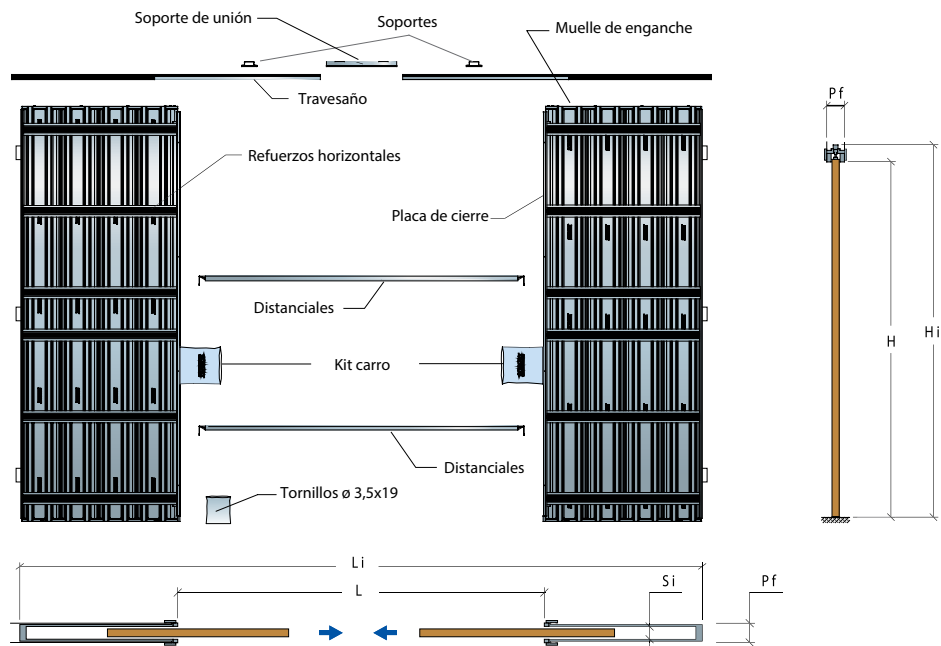 Soporte de unión
Soportes
Muelle de enganche
Travesaño
Pf
Refuerzos horizontales
Placa de cierre
Distanciales
H
Hi
Kit carro
Distanciales
Tornillos ø 3,5x19
Li
L
Si
Pf